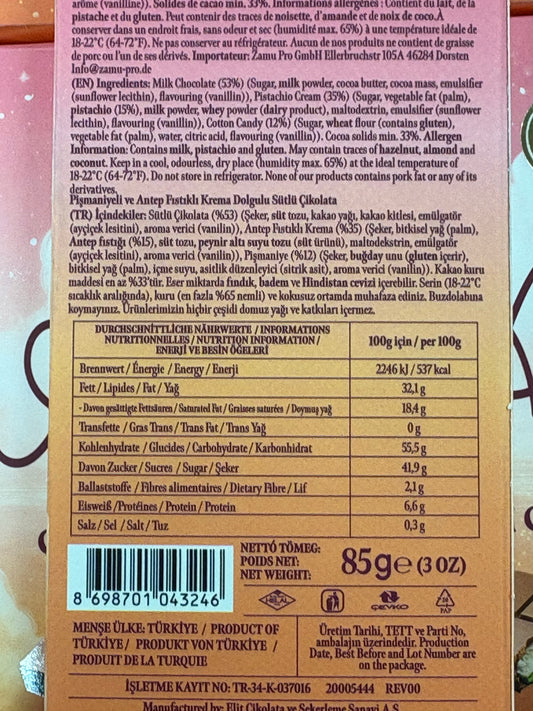 arôme (vanilline)). Solides de cacao min. 33%. Informations allergènes : Contient du lait, de la
pistache et du gluten. Peut contenir des traces de noisette, d'amande et de noix de coco.À
conserver dans un endroit frais, sans odeur et sec (humidité max. 65%) à une température idéale de
18-22°C (64-72°F). Ne pas conserver au réfrigérateur. Aucun de nos produits ne contient de graisse
de porc ou l'un de ses dérivés. Importateur: Zamu Pro GmbH Ellerbruchstr 105A 46284 Dorsten
Info@zamu-pro.de
(EN) Ingredients: Milk Chocolate (53%) (Sugar, milk powder, cocoa butter, cocoa mass, emulsifier
(sunflower lecithin), flavouring (vanillin)), Pistachio Cream (35%) (Sugar, vegetable fat (palm),
pistachio (15%), milk powder, whey powder (dairy product), maltodextrin, emulsifier (sunflower
lecithin), flavouring (vanillin)), Cotton Candy (12%) (Sugar, wheat flour (contains gluten),
vegetable fat (palm), water, citric acid, flavouring (vanillin)). Cocoa solids min. 33%. Allergen
Information: Contains milk, pistachio and gluten. May contain traces of hazelnut, almond and
coconut. Keep in a cool, odourless, dry place (humidity max. 65%) at the ideal temperature of
18-22°C (64-72°F). Do not store in refrigerator. None of our products contains pork fat or any of its
derivatives.
Pişmaniyeli ve Antep Fıstıklı Krema Dolgulu Sütlü Çikolata
(TR) İçindekiler: Sütlü Çikolata (%53) (Şeker, süt tozu, kakao yağı, kakao kitlesi, emülgatör
(ayçiçek lesitini), aroma verici (vanilin)), Antep Fıstıklı Krema (%35) (Şeker, bitkisel yağ (palm),
Antep fıstığı (%15), süt tozu, peynir altı suyu tozu (süt ürünü), maltodekstrin, emülgatör
(ayçiçek lesitini), aroma verici (vanilin)), Pişmaniye (%12) (Şeker, buğday unu (gluten içerir),
bitkisel yağ (palm), içme suyu, asitlik düzenleyici (sitrik asit), aroma verici (vanilin)). Kakao kuru
maddesi en az %33'tür. Eser miktarda fındık, badem ve Hindistan cevizi içerebilir. Serin (18-22°C
sıcaklık aralığında), kuru (en fazla %65 nemli) ve kokusuz ortamda muhafaza ediniz. Buzdolabına
koymayınız. Ürünlerimizin hiçbir çeşidi domuz yağı ve katkıları içermez.
DURCHSCHNITTLICHE NÄHRWERTE / INFORMATIONS
NUTRITIONNELLES / NUTRITION INFORMATION /
ENERJİ VE BESİN ÖĞELERİ
100g için / per 100g
Brennwert / Énergie / Energy / Enerji 2246 kJ / 537 kcal
Fett / Lipides / Fat / Yağ 32,1 g
- Davon gesättigte Fettsäuren / Saturated Fat / Graisses saturées / Doymuş yağ 18,4 g
Transfette / Gras Trans / Trans Fat / Trans Yağ 0 g
Kohlenhydrate / Glucides / Carbohydrate / Karbonhidrat 55,5 g
Davon Zucker / Sucres / Sugar / Şeker 41,9 g
Ballaststoffe / Fibres alimentaires / Dietary Fibre / Lif 2,1 g
Eisweiß /Protéines / Protein / Protein 6,6 g
Salz / Sel / Salt / Tuz 0,3 g
NETTÓ TÖMEG:
POIDS NET:
NET WEIGHT:
85g e (3 OZ)
8 698701 043246
HELAL
ÇEVKO
PAP
MENŞE ÜLKE: TÜRKİYE / PRODUCT OF
TÜRKİYE / PRODUKT VON TÜRKİYE /
PRODUIT DE LA TURQUIE
Üretim Tarihi, TETT ve Parti No,
ambalajın üzerindedir. Production
Date, Best Before and Lot Number are
on the package.
İŞLETME KAYIT NO: TR-34-K-037016 20005444 REV00
Manufactured by: Elit Çikolata ve Şekerleme Sanayi A.Ş.